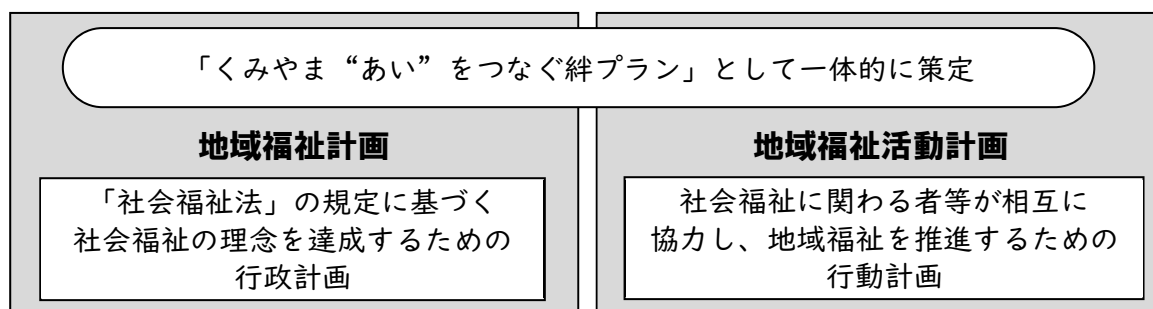 「くみやま“あい”をつなぐ絆プラン」として一体的に策定
地域福祉計画
「社会福祉法」の規定に基づく
社会福祉の理念を達成するための
行政計画
地域福祉活動計画
社会福祉に関わる者等が相互に
協力し、地域福祉を推進するための
行動計画